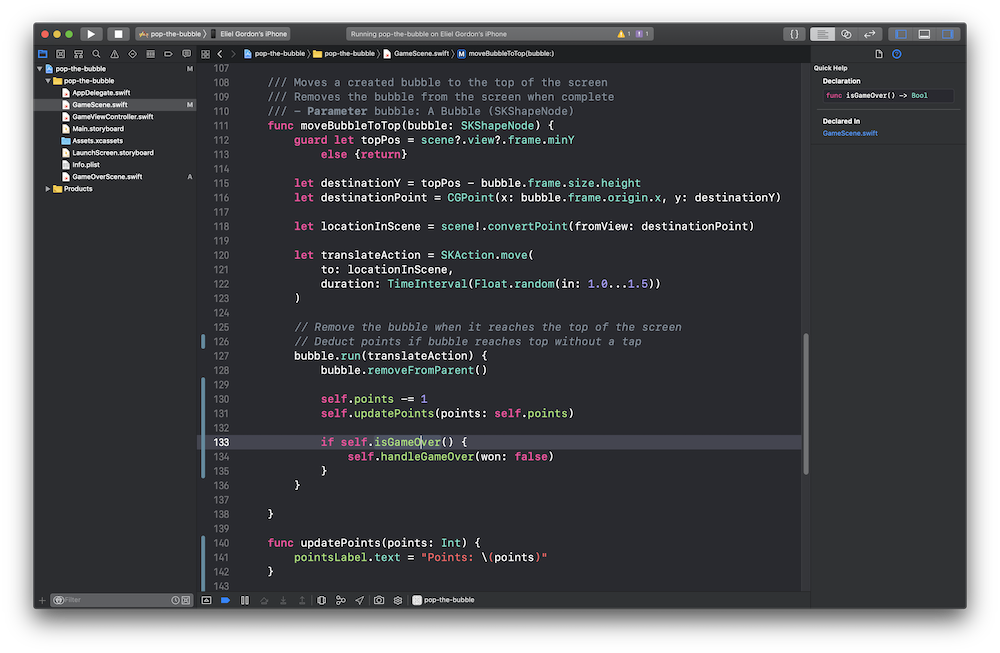 pop-the-bubble 〉 Eliel Gordon's iPhone
Running pop-the-bubble on Eliel Gordon's iPhone
1
1
{}
pop-the-bubble 〉 pop-the-bubble 〉 GameScene.swift 〉 M moveBubbleToTop(bubble:)
pop-the-bubble M
pop-the-bubble
AppDelegate.swift
GameScene.swift M
GameViewController.swift
Main.storyboard
Assets.xcassets
LaunchScreen.storyboard
Info.plist
GameOverScene.swift A
Products
Filter
107
108 /// Moves a created bubble to the top of the screen
109 /// Removes the bubble from the screen when complete
110 /// - Parameter bubble: A Bubble (SKShapeNode)
111 func moveBubbleToTop(bubble: SKShapeNode) {
112 guard let topPos = scene?.view?.frame.minY
113 else {return}
114
115 let destinationY = topPos - bubble.frame.size.height
116 let destinationPoint = CGPoint(x: bubble.frame.origin.x, y: destinationY)
117
118 let locationInScene = scene!.convertPoint(fromView: destinationPoint)
119
120 let translateAction = SKAction.move(
121 to: locationInScene,
122 duration: TimeInterval(Float.random(in: 1.0...1.5))
123 )
124
125 // Remove the bubble when it reaches the top of the screen
126 // Deduct points if bubble reaches top without a tap
127 bubble.run(translateAction) {
128 bubble.removeFromParent()
129
130 self.points -= 1
131 self.updatePoints(points: self.points)
132
133 if self.isGameOver() {
134 self.handleGameOver(won: false)
135 }
136 }
137
138 }
139
140 func updatePoints(points: Int) {
141 pointsLabel.text = "Points: \(points)"
142 }
143
pop-the-bubble
Quick Help
Declaration
func isGameOver() -> Bool
Declared In
GameScene.swift